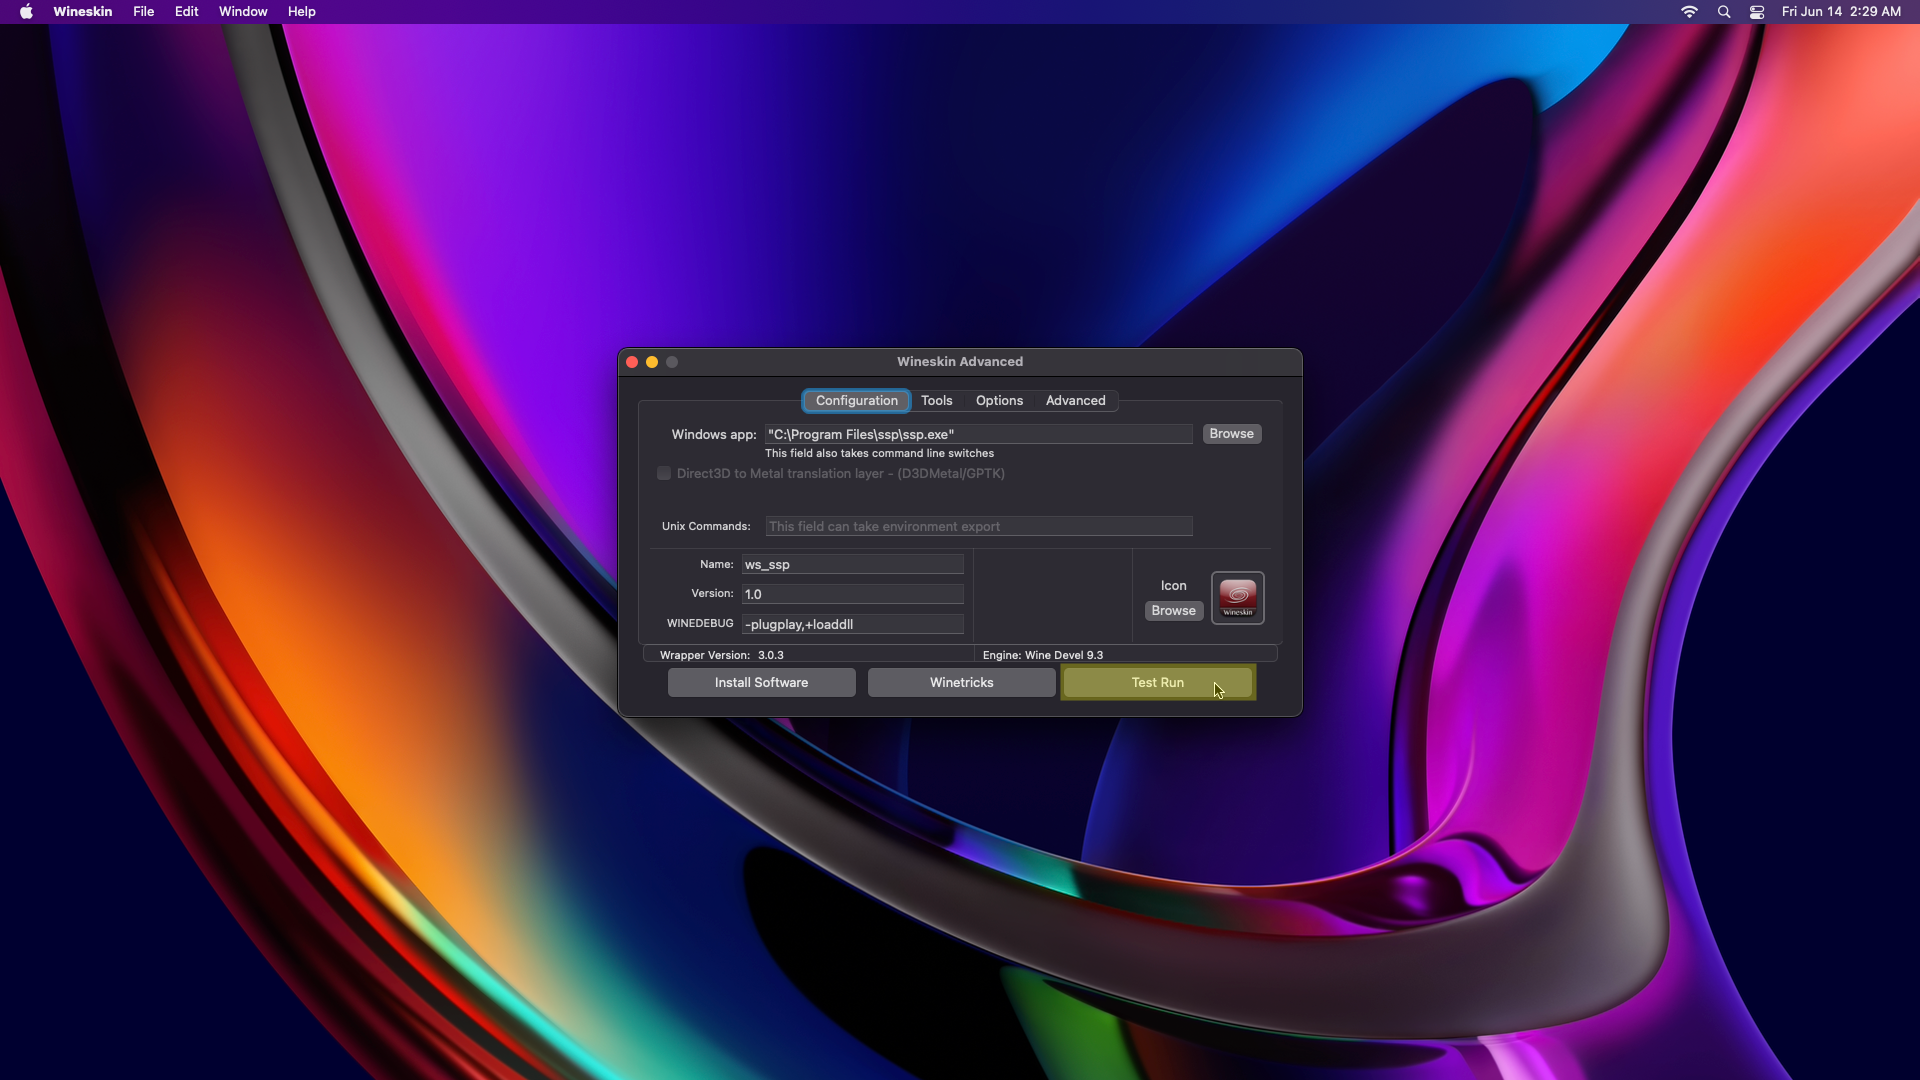 Wineskin File Edit Window Help Fri Jun 14 2:29 AM
Wineskin Advanced
Configuration Tools Options Advanced
Windows app: "C:\Program Files\ssp\ssp.exe" Browse
This field also takes command line switches
Direct3D to Metal translation layer - (D3DMetal/GPTK)
Unix Commands: This field can take environment export
Name: ws_ssp
Version: 1.0
WINEDEBUG -plugplay,+loaddll
Icon
Browse
Wineskin
Wrapper Version: 3.0.3 Engine: Wine Devel 9.3
Install Software Winetricks Test Run